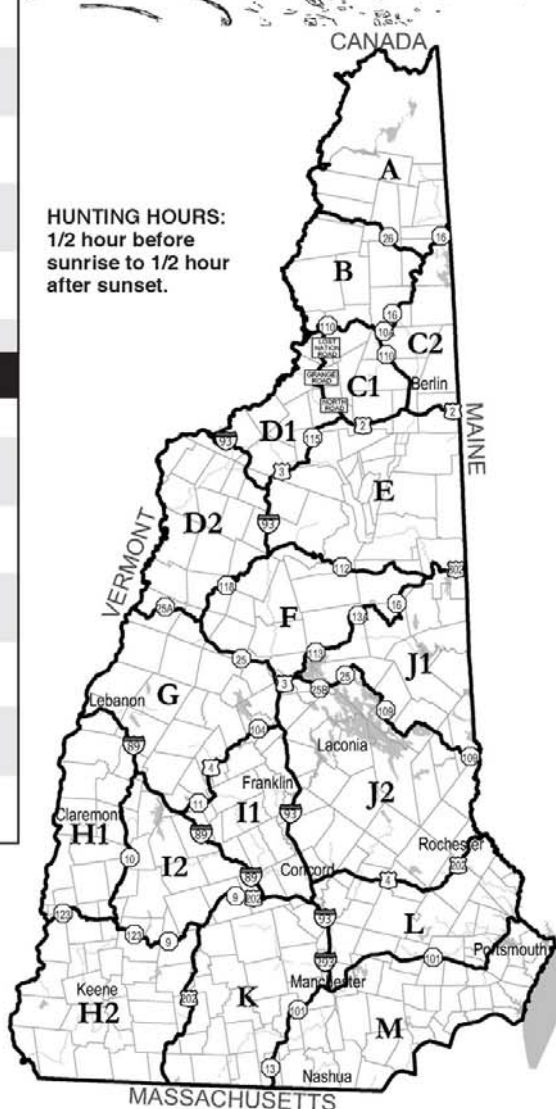 CANADA
A
HUNTING HOURS:
1/2 hour before
sunrise to 1/2 hour
after sunset.
26
16
B
16
110
110A
C2
LOST
NATION
ROAD
110
GRANGE
ROAD
C1
Berlin
NORTH
ROAD
2
2
D1
93
115
MAINE
3
E
D2
93
VERMONT
112
302
118
25A
F
16
13A
113
25
J1
3
25
25B
G
109
Lebanon
104
Laconia
89
109
4
Franklin
J2
11
I1
93
Claremont
H1
89
Rochester
10
I2
Concord
202
89
4
9
202
123
93
L
123
9
Portsmouth
101
293
Manchester
Keene
H2
202
K
101
M
13
Nashua
MASSACHUSETTS